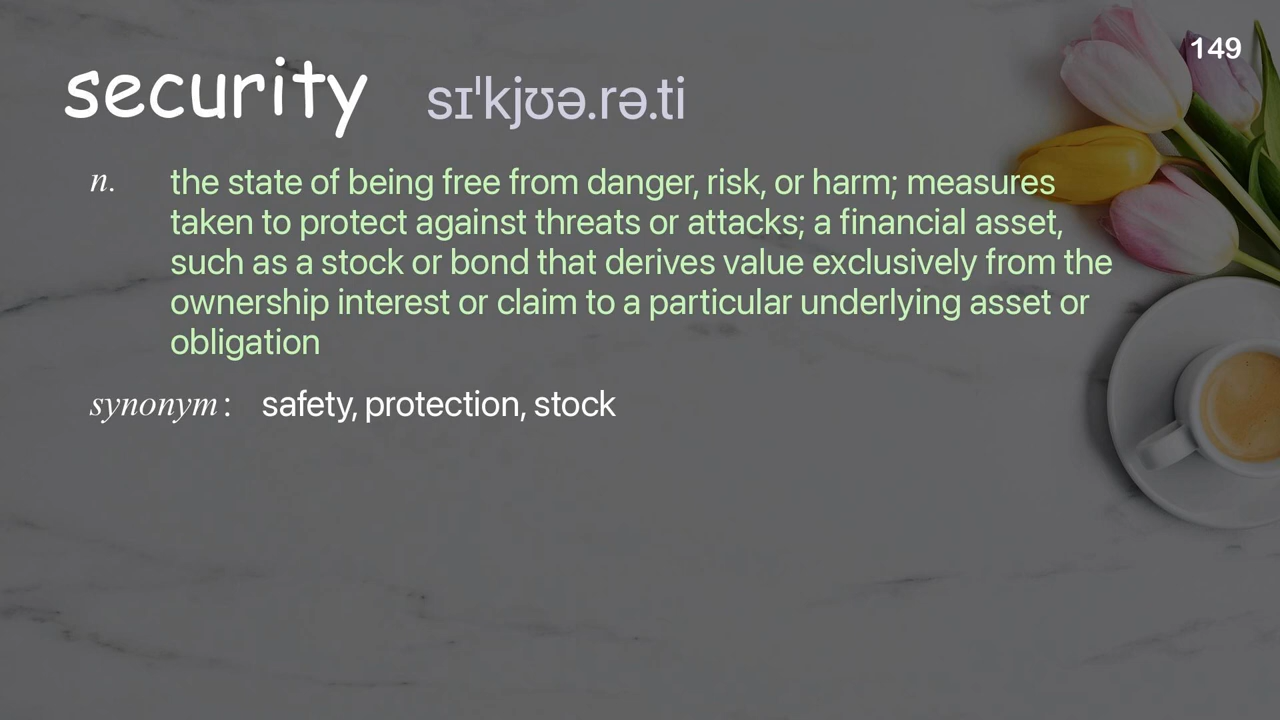 149
security sɪˈkjʊə.rə.ti
n. the state of being free from danger, risk, or harm; measures
taken to protect against threats or attacks; a financial asset,
such as a stock or bond that derives value exclusively from the
ownership interest or claim to a particular underlying asset or
obligation
synonym: safety, protection, stock